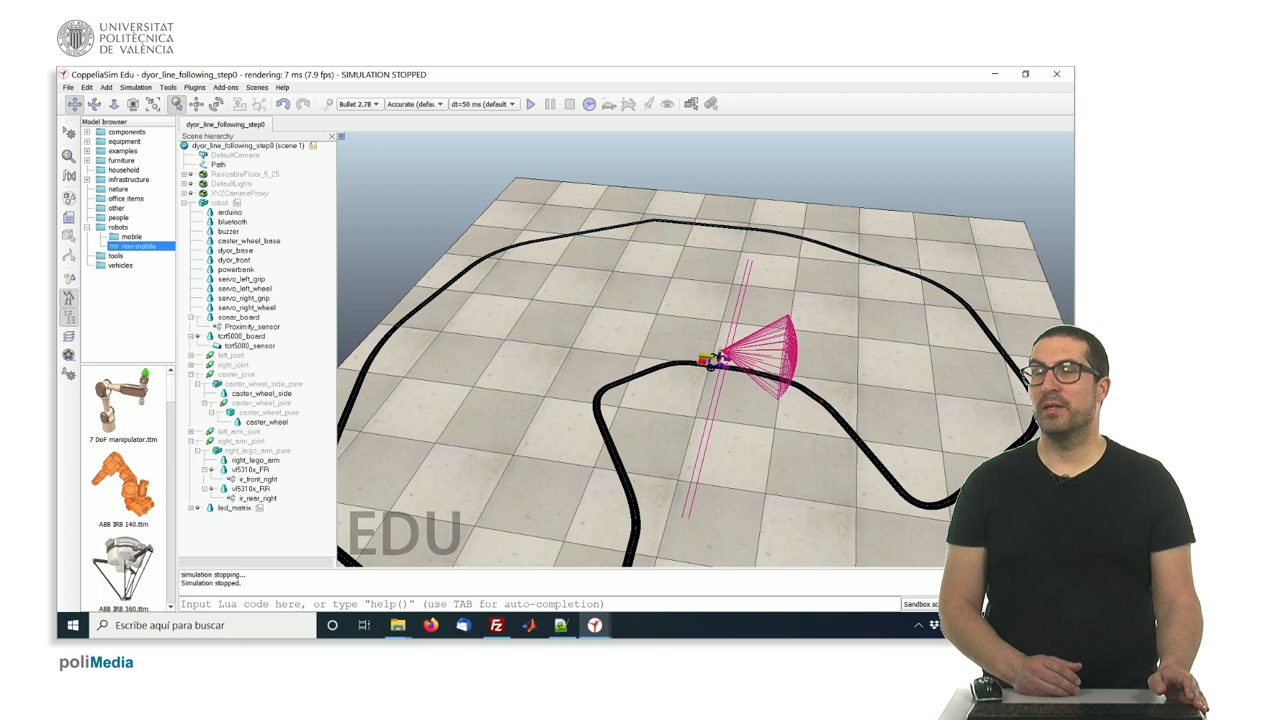 UNIVERSITAT
POLITÈCNICA
DE VALÈNCIA
CoppeliaSim Edu - dyor_line_following_step0 - rendering: 7 ms (7.9 fps) - SIMULATION STOPPED
File Edit Add Simulation Tools Plugins Add-ons Scenes Help
Bullet 2.78 Accurate (defau dt=50 ms (default)
Model browser
components
equipment
examples
furniture
household
infrastructure
nature
office items
other
people
robots
mobile
non-mobile
tools
vehicles
7 DoF manipulator.ttm
ABB IRB 140.ttm
ABB IRB 360.ttm
dyor_line_following_step0
Scene hierarchy
dyor_line_following_step0 (scene 1)
DefaultCamera
Path
ResizableFloor_5_25
DefaultLights
XYZCameraProxy
robot
arduino
bluetooth
buzzer
caster_wheel_base
dyor_base
dyor_front
powerbank
servo_left_grip
servo_left_wheel
servo_right_grip
servo_right_wheel
sonar_board
Proximity_sensor
tcrt5000_board
tcrt5000_sensor
left_joint
right_joint
caster_joint
caster_wheel_side_pure
caster_wheel_side
caster_wheel_joint
caster_wheel_pure
caster_wheel
left_arm_joint
right_arm_joint
right_lego_arm_pure
right_lego_arm
vl5310x_FR
ir_front_right
vl5310x_RR
ir_rear_right
led_matrix
EDU
simulation stopping...
Simulation stopped.
Input Lua code here, or type "help()" (use TAB for auto-completion)
Sandbox sc
Escribe aquí para buscar
poliMedia